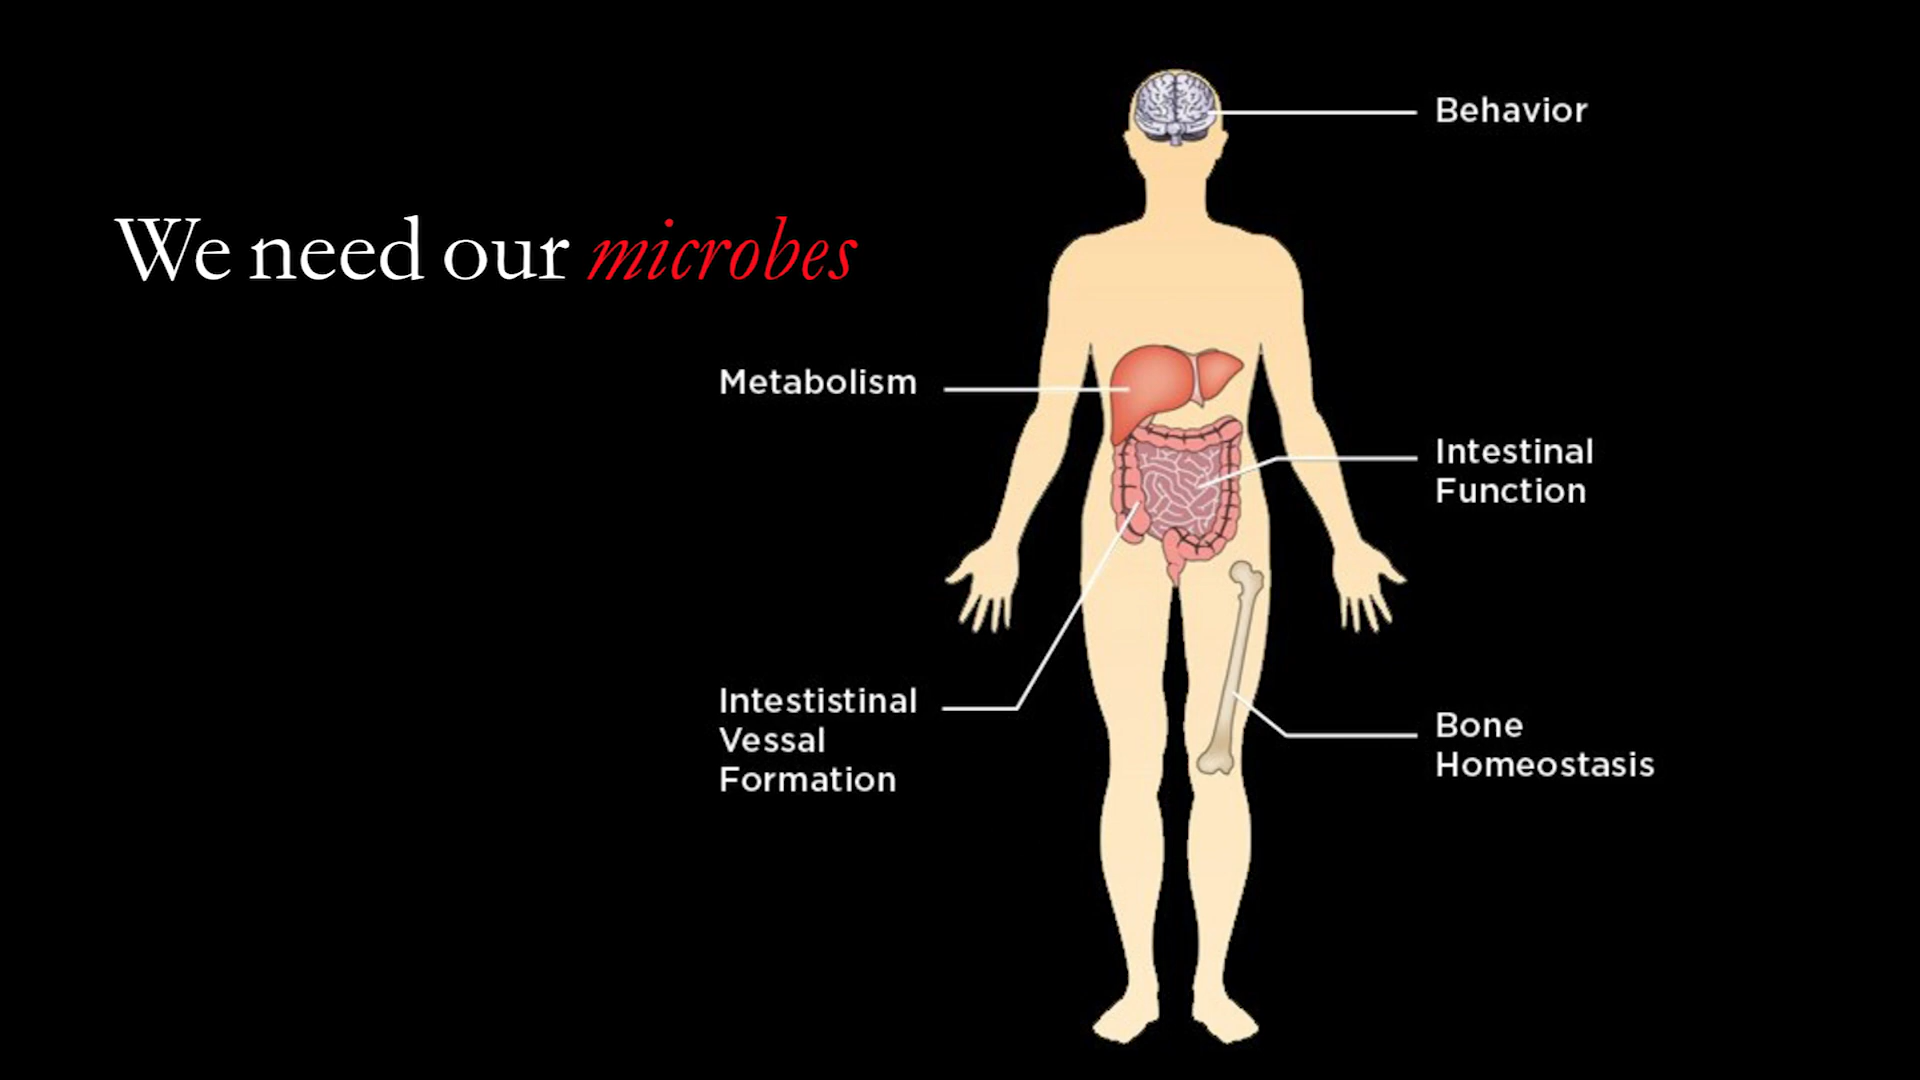 We need our microbes
Behavior
Metabolism
Intestinal
Function
Intestistinal
Vessal
Formation
Bone
Homeostasis